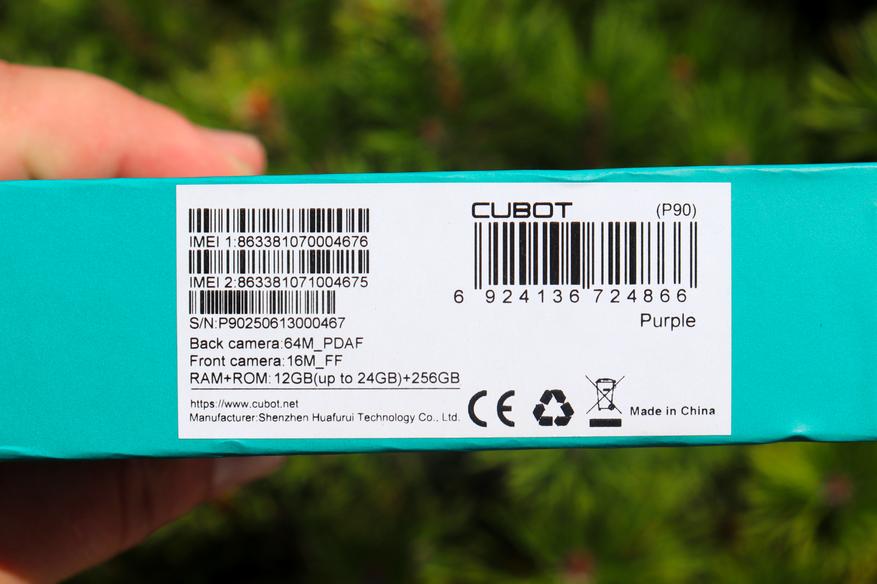 IMEI 1:863381070004676
IMEI 2:863381071004675
S/N:P90250613000467
Back camera:64M_PDAF
Front camera:16M_FF
RAM+ROM: 12GB(up to 24GB)+256GB
https://www.cubot.net
Manufacturer:Shenzhen Huafurui Technology Co., Ltd.
CUBOT (P90)
6 924136 724866
Purple
CE
Made in China